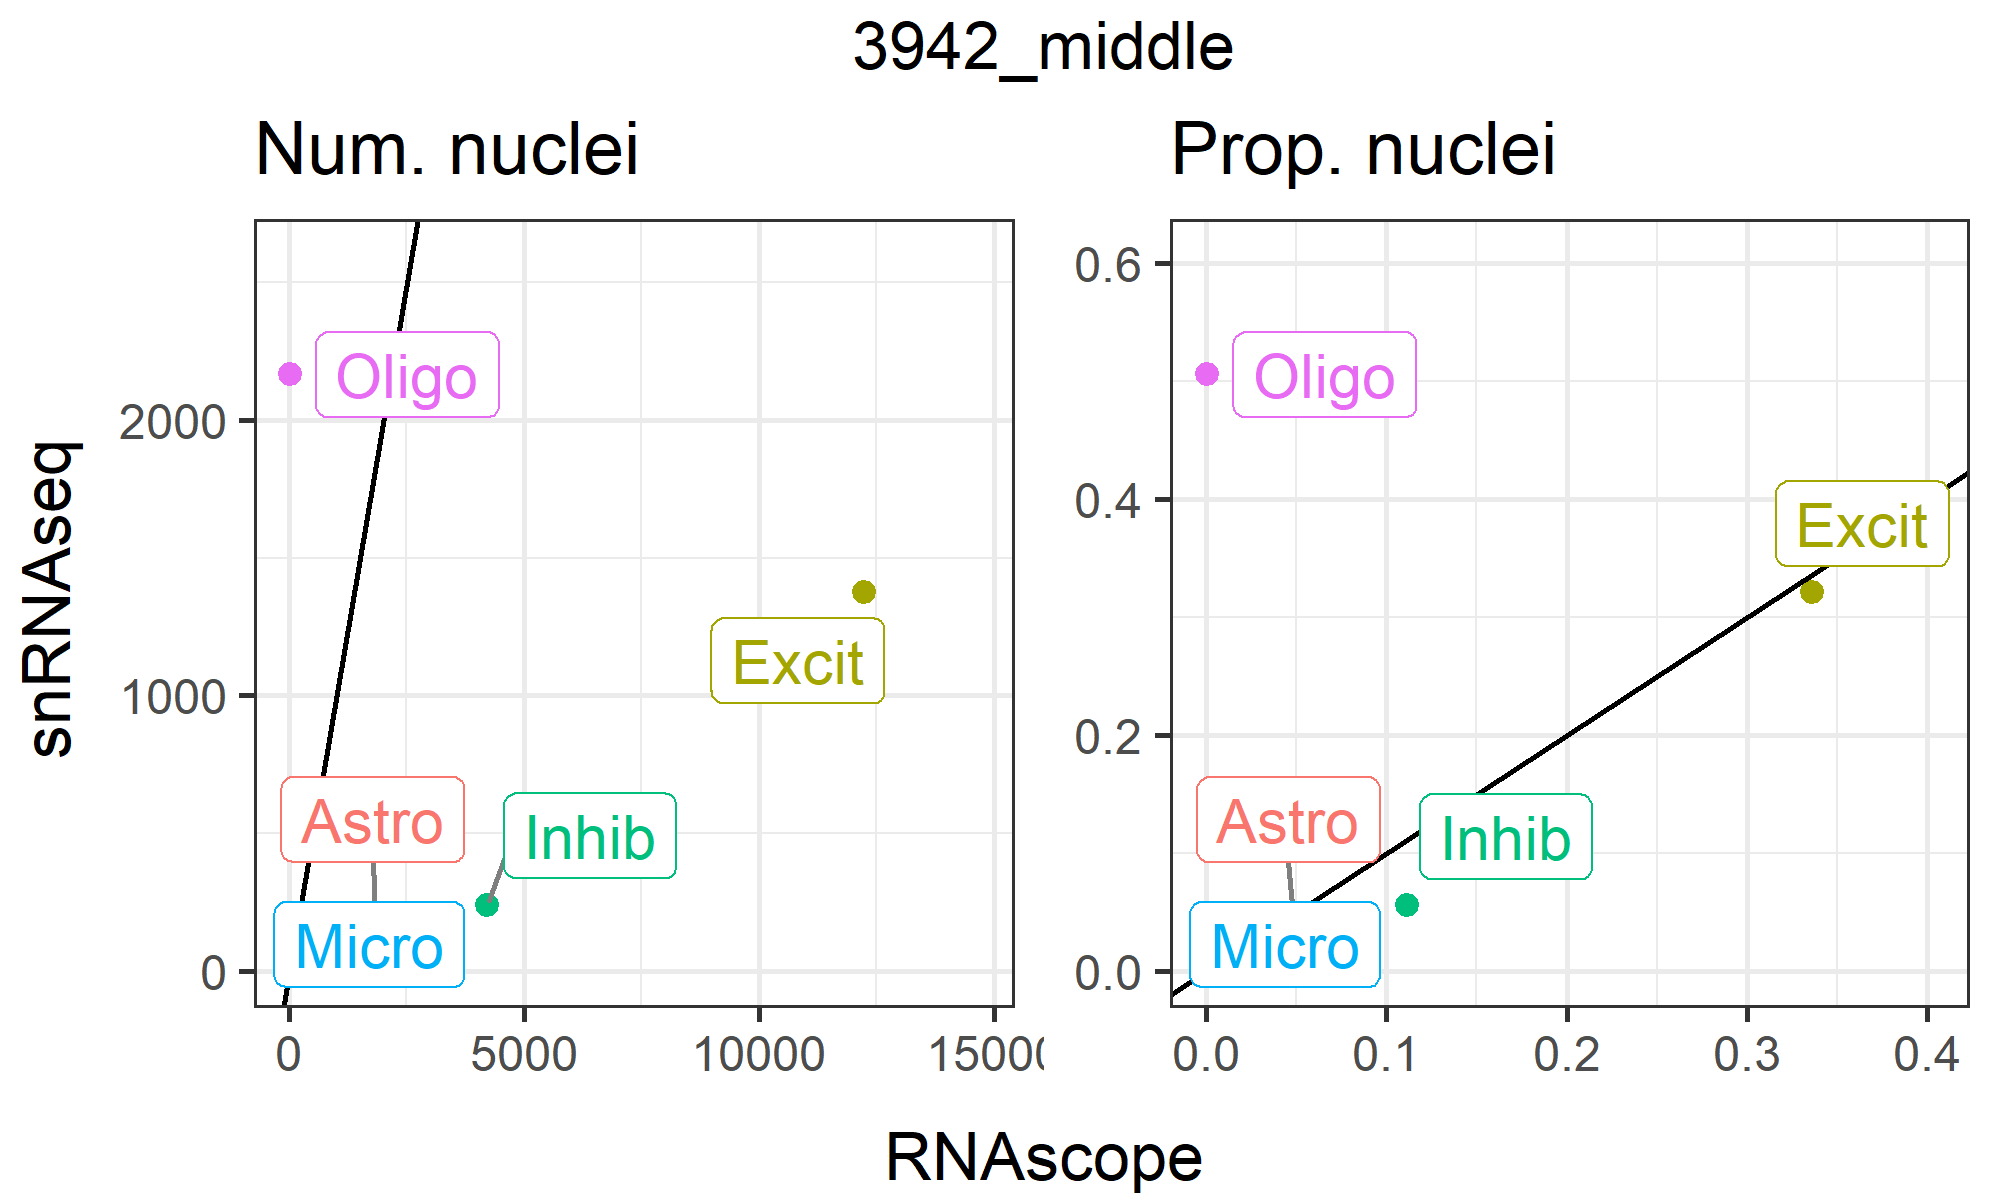 3942_middle
Num. nuclei
Prop. nuclei
snRNAseq
2000
1000
0
Oligo
Excit
Astro
Inhib
Micro
0
5000
10000
1500
0.6
0.4
0.2
0.0
Oligo
Excit
Astro
Inhib
Micro
0.0
0.1
0.2
0.3
0.4
RNAscope